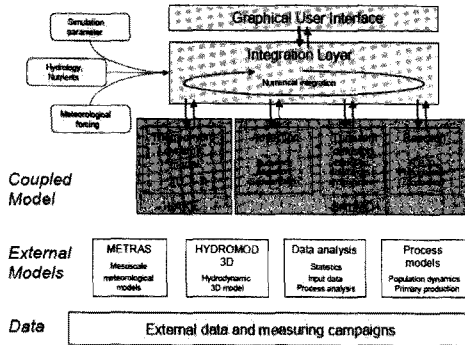 Graphical User Interface
Simulation
parameter
Integration Layer
Hydrology,
Nutrients
Numerical integration
Meteorological
forcing
Coupled
Model
External
Models
METRAS
Mesoscale
meteorological
models
HYDROMOD
3D
Hydrodynamic
3D model
Data analysis
Statistics
Input data
Process analysis
Process
models
Population dynamics
Primary production
Data
External data and measuring campaigns